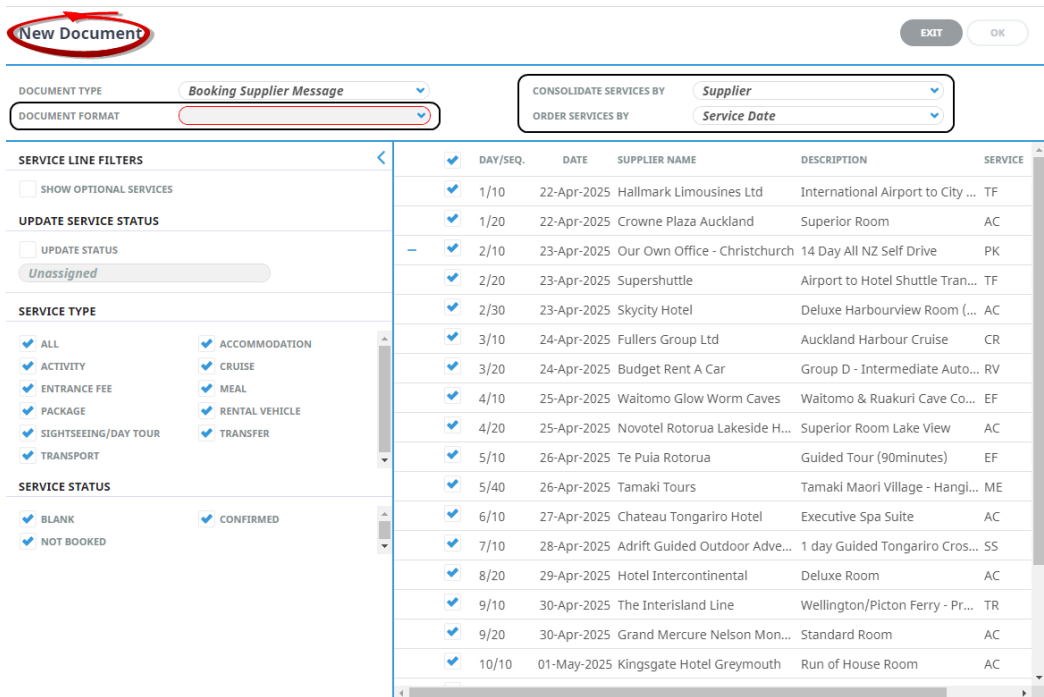 New Document
EXIT
OK
DOCUMENT TYPE Booking Supplier Message
CONSOLIDATE SERVICES BY Supplier
DOCUMENT FORMAT
ORDER SERVICES BY Service Date
SERVICE LINE FILTERS
SHOW OPTIONAL SERVICES
UPDATE SERVICE STATUS
UPDATE STATUS
Unassigned
SERVICE TYPE
ALL ACCOMMODATION
ACTIVITY CRUISE
ENTRANCE FEE MEAL
PACKAGE RENTAL VEHICLE
SIGHTSEEING/DAY TOUR TRANSFER
TRANSPORT
SERVICE STATUS
BLANK CONFIRMED
NOT BOOKED
DAY/SEQ. DATE SUPPLIER NAME DESCRIPTION SERVICE
1/10 22-Apr-2025 Hallmark Limousines Ltd International Airport to City ... TF
1/20 22-Apr-2025 Crowne Plaza Auckland Superior Room AC
2/10 23-Apr-2025 Our Own Office - Christchurch 14 Day All NZ Self Drive PK
2/20 23-Apr-2025 Supershuttle Airport to Hotel Shuttle Tran... TF
2/30 23-Apr-2025 Skycity Hotel Deluxe Harbourview Room (... AC
3/10 24-Apr-2025 Fullers Group Ltd Auckland Harbour Cruise CR
3/20 24-Apr-2025 Budget Rent A Car Group D - Intermediate Auto... RV
4/10 25-Apr-2025 Waitomo Glow Worm Caves Waitomo & Ruakuri Cave Co... EF
4/20 25-Apr-2025 Novotel Rotorua Lakeside H... Superior Room Lake View AC
5/10 26-Apr-2025 Te Puia Rotorua Guided Tour (90minutes) EF
5/40 26-Apr-2025 Tamaki Tours Tamaki Maori Village - Hangi... ME
6/10 27-Apr-2025 Chateau Tongariro Hotel Executive Spa Suite AC
7/10 28-Apr-2025 Adrift Guided Outdoor Adve... 1 day Guided Tongariro Cros... SS
8/20 29-Apr-2025 Hotel Intercontinental Deluxe Room AC
9/10 30-Apr-2025 The Interisland Line Wellington/Picton Ferry - Pr... TR
9/20 30-Apr-2025 Grand Mercure Nelson Mon... Standard Room AC
10/10 01-May-2025 Kingsgate Hotel Greymouth Run of House Room AC